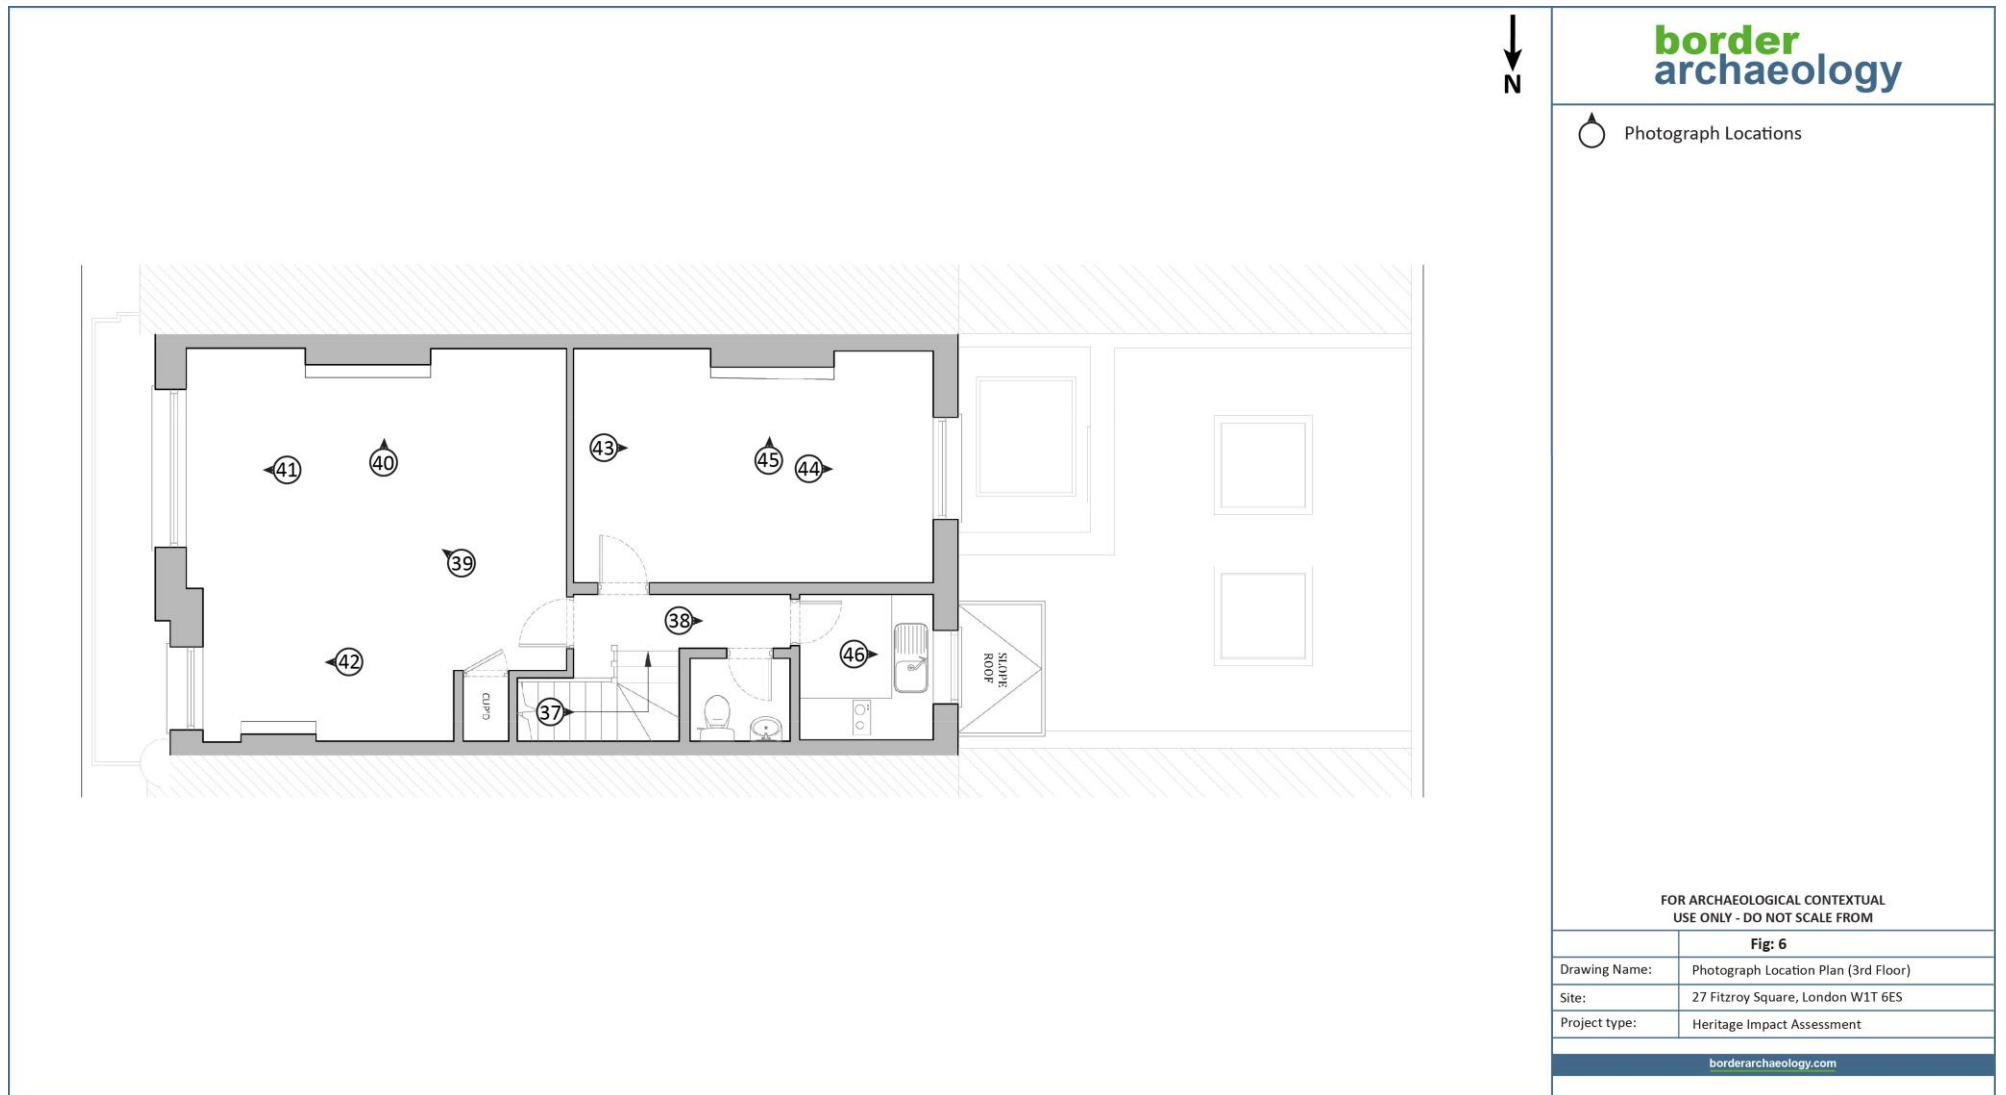 N
border
archaeology
Photograph Locations
41
40
43
45
44
39
38
42
46
SLOPE
ROOF
CUP'D
37
FOR ARCHAEOLOGICAL CONTEXTUAL
USE ONLY - DO NOT SCALE FROM
Fig: 6
Drawing Name: Photograph Location Plan (3rd Floor)
Site: 27 Fitzroy Square, London W1T 6ES
Project type: Heritage Impact Assessment
borderarchaeology.com